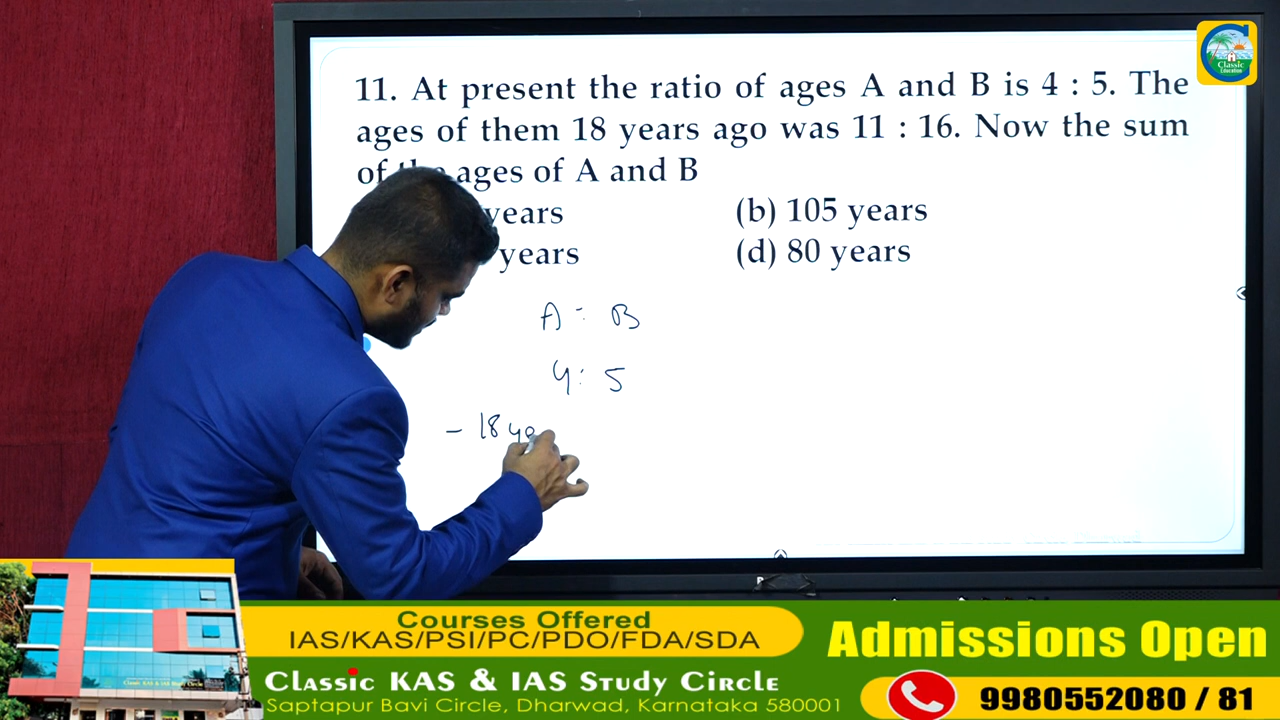 11. At present the ratio of ages A and B is 4 : 5. The
ages of them 18 years ago was 11 : 16. Now the sum
of the ages of A and B
years
(b) 105 years
years
(d) 80 years
A : B
4 : 5
- 18 ye
Classic
Education
Courses Offered
IAS/KAS/PSI/PC/PDO/FDA/SDA
Classic KAS & IAS Study Circle
Saptapur Bavi Circle, Dharwad, Karnataka 580001
Admissions Open
9980552080 / 81